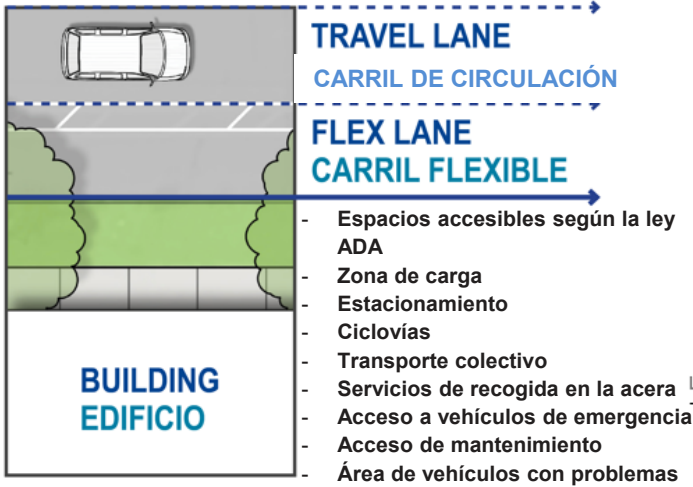 TRAVEL LANE
CARRIL DE CIRCULACIÓN
FLEX LANE
CARRIL FLEXIBLE
- Espacios accesibles según la ley
ADA
- Zona de carga
- Estacionamiento
- Ciclovías
- Transporte colectivo
- Servicios de recogida en la acera
- Acceso a vehículos de emergencia
- Acceso de mantenimiento
- Área de vehículos con problemas
BUILDING
EDIFICIO